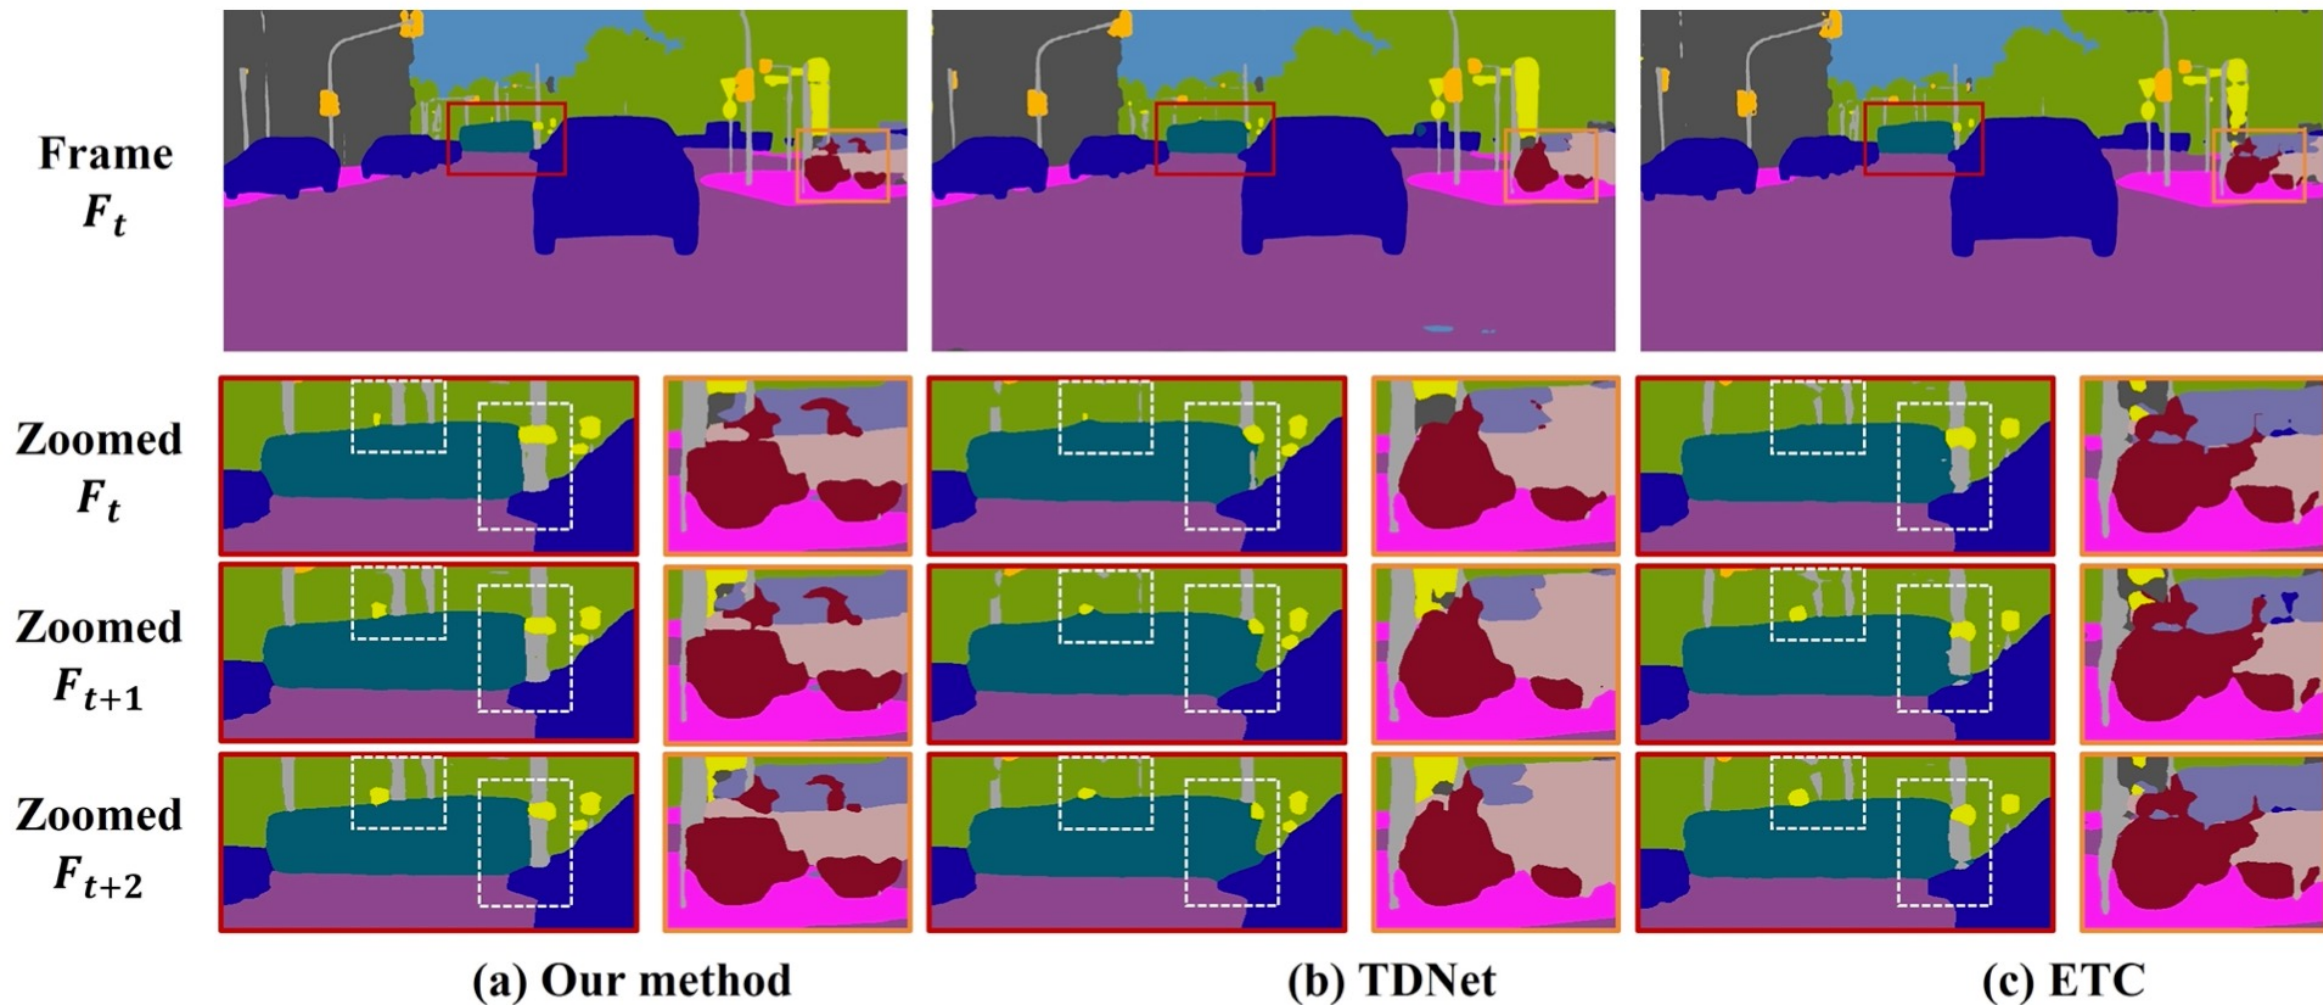 Frame
F_t
Zoomed
F_t
Zoomed
F_{t+1}
Zoomed
F_{t+2}
(a) Our method
(b) TDNet
(c) ETC